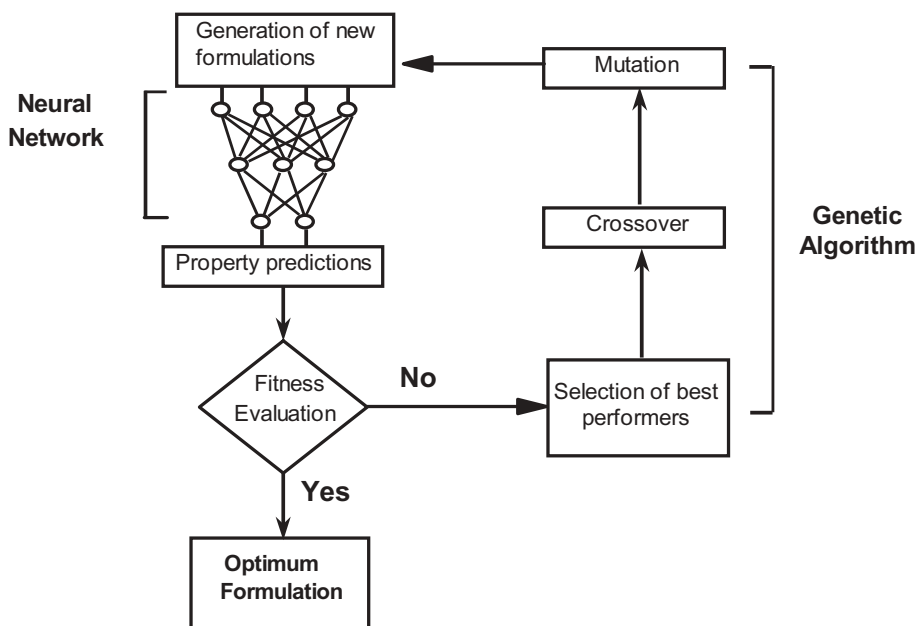 Generation of new
formulations
Neural
Network
Property predictions
Fitness
Evaluation
No
Yes
Optimum
Formulation
Mutation
Crossover
Selection of best
performers
Genetic
Algorithm